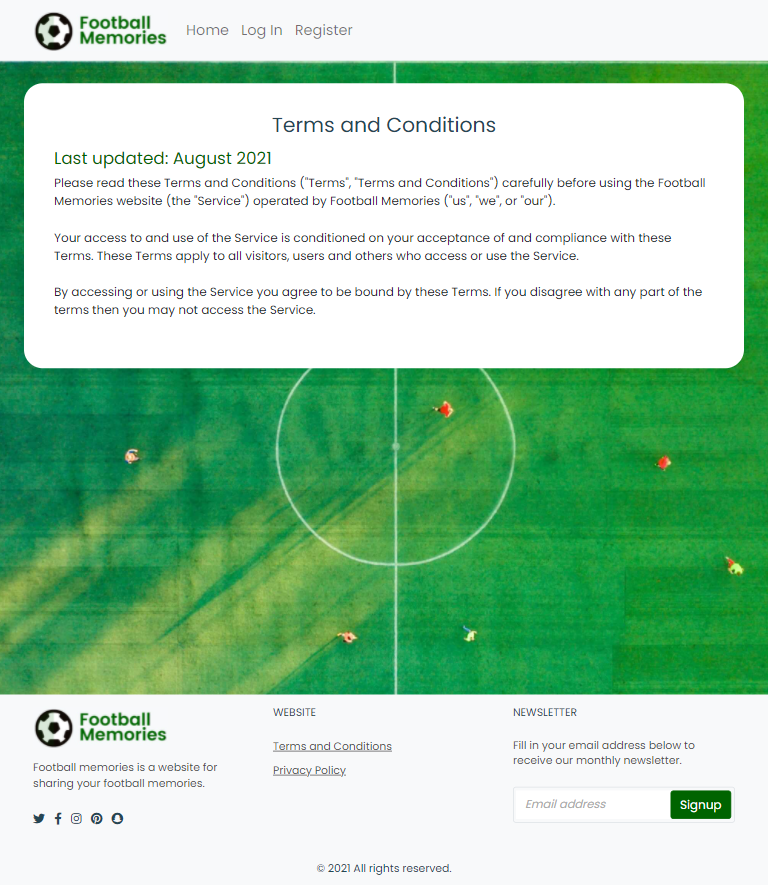 Football
Memories
Home Log In Register
Terms and Conditions
Last updated: August 2021
Please read these Terms and Conditions ("Terms", "Terms and Conditions") carefully before using the Football
Memories website (the "Service") operated by Football Memories ("us", "we", or "our").
Your access to and use of the Service is conditioned on your acceptance of and compliance with these
Terms. These Terms apply to all visitors, users and others who access or use the Service.
By accessing or using the Service you agree to be bound by these Terms. If you disagree with any part of the
terms then you may not access the Service.
Football
Memories
Football memories is a website for
sharing your football memories.
WEBSITE
Terms and Conditions
Privacy Policy
NEWSLETTER
Fill in your email address below to
receive our monthly newsletter.
Email address Signup
© 2021 All rights reserved.